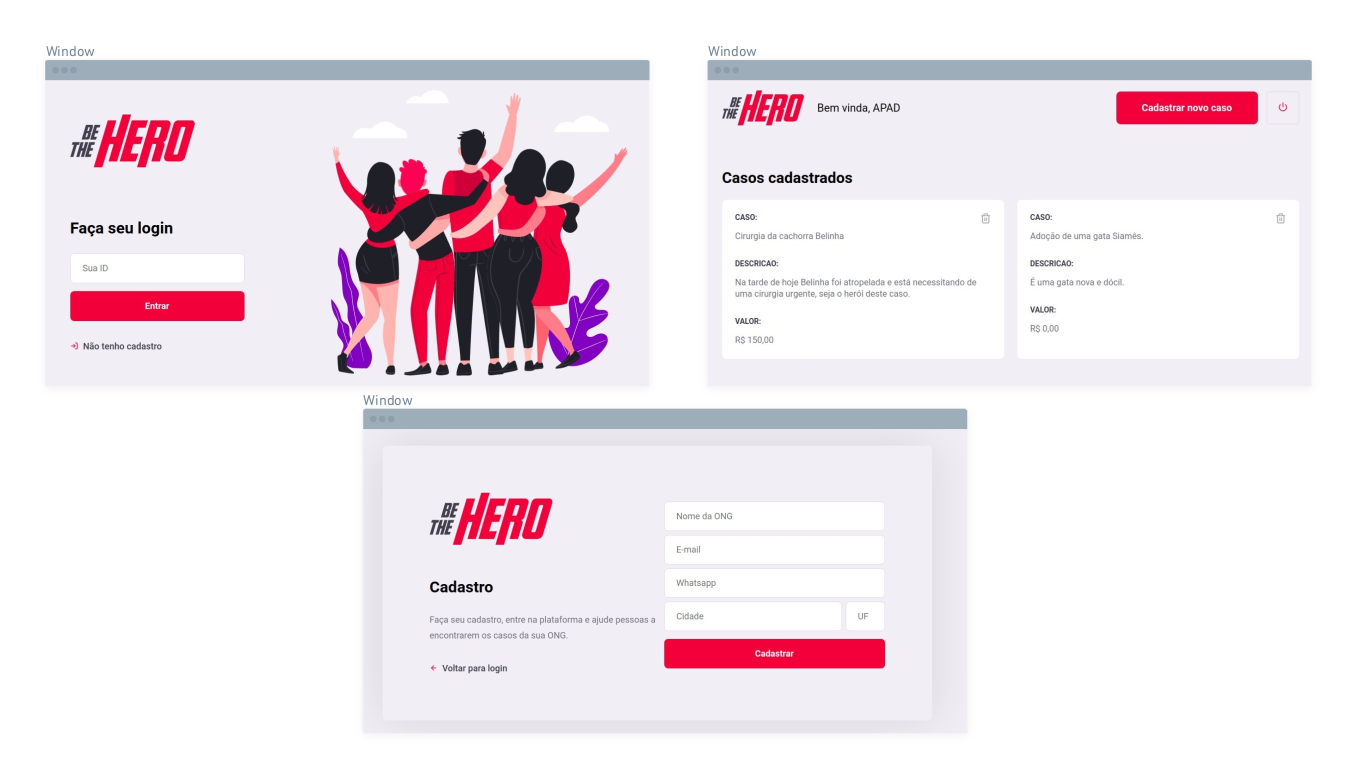 Window
BE
THE HERO
Faça seu login
Sua ID
Entrar
Não tenho cadastro
Window
BE
THE HERO
Bem vinda, APAD
Cadastrar novo caso
Casos cadastrados
CASO:
Cirurgia da cachorra Belinha
DESCRICAO:
Na tarde de hoje Belinha foi atropelada e está necessitando de
uma cirurgia urgente, seja o herói deste caso.
VALOR:
R$ 150,00
CASO:
Adoção de uma gata Siamês.
DESCRICAO:
É uma gata nova e dócil.
VALOR:
R$ 0,00
Window
BE
THE HERO
Cadastro
Faça seu cadastro, entre na plataforma e ajude pessoas a
encontrarem os casos da sua ONG.
Voltar para login
Nome da ONG
E-mail
Whatsapp
Cidade
UF
Cadastrar